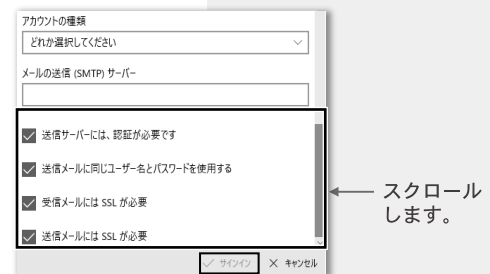 アカウントの種類
どれか選択してください
メールの送信 (SMTP) サーバー
送信サーバーには、認証が必要です
送信メールに同じユーザー名とパスワードを使用する
受信メールには SSL が必要
送信メールには SSL が必要
スクロール
します。
サインイン
キャンセル